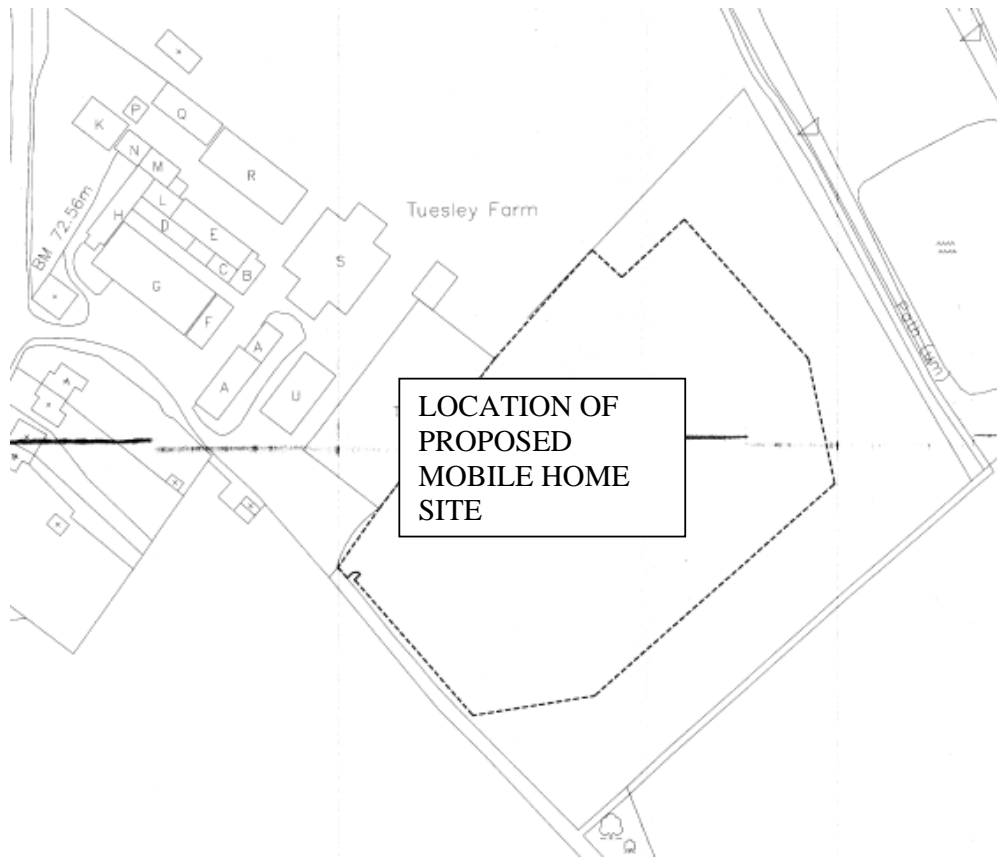 P
Q
K
N
M
R
L
H
D
E
BM 72.56m
C
B
G
F
S
Tuesley Farm
A
A
U
Path (um)
LOCATION OF
PROPOSED
MOBILE HOME
SITE